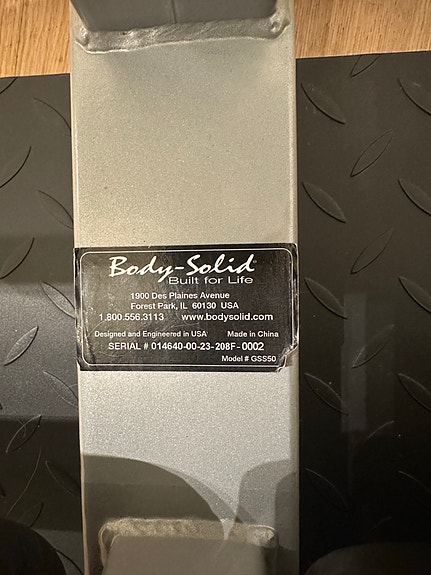 Body-Solid®
Built for Life
1900 Des Plaines Avenue
Forest Park, IL 60130 USA
1.800.556.3113 www.bodysolid.com
Designed and Engineered in USA Made in China
SERIAL # 014640-00-23-208F-0002
Model # GSS50